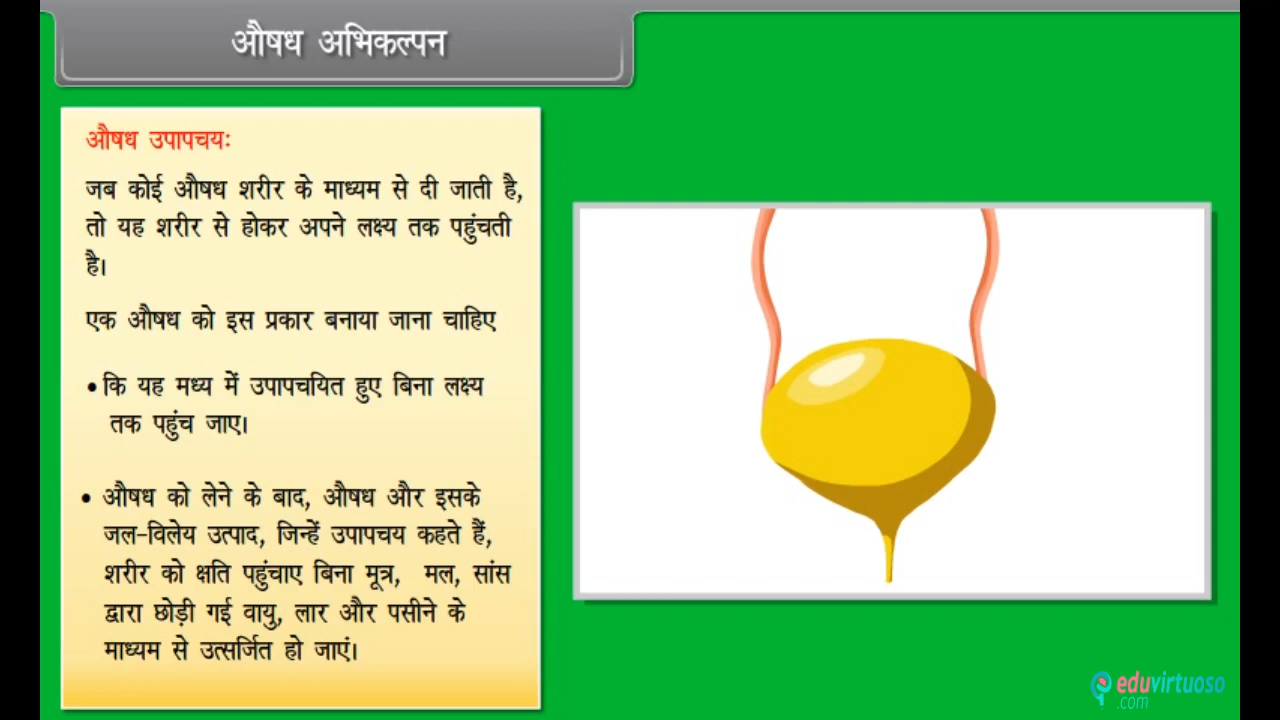 औषध अभिकल्पन
औषध उपापचयः
जब कोई औषध शरीर के माध्यम से दी जाती है,
तो यह शरीर से होकर अपने लक्ष्य तक पहुंचती
है।
एक औषध को इस प्रकार बनाया जाना चाहिए
• कि यह मध्य में उपापचयित हुए बिना लक्ष्य
तक पहुंच जाए।
• औषध को लेने के बाद, औषध और इसके
जल-विलेय उत्पाद, जिन्हें उपापचय कहते हैं,
शरीर को क्षति पहुंचाए बिना मूत्र, मल, सांस
द्वारा छोड़ी गई वायु, लार और पसीने के
माध्यम से उत्सर्जित हो जाएं।
eduvirtuoso
.com